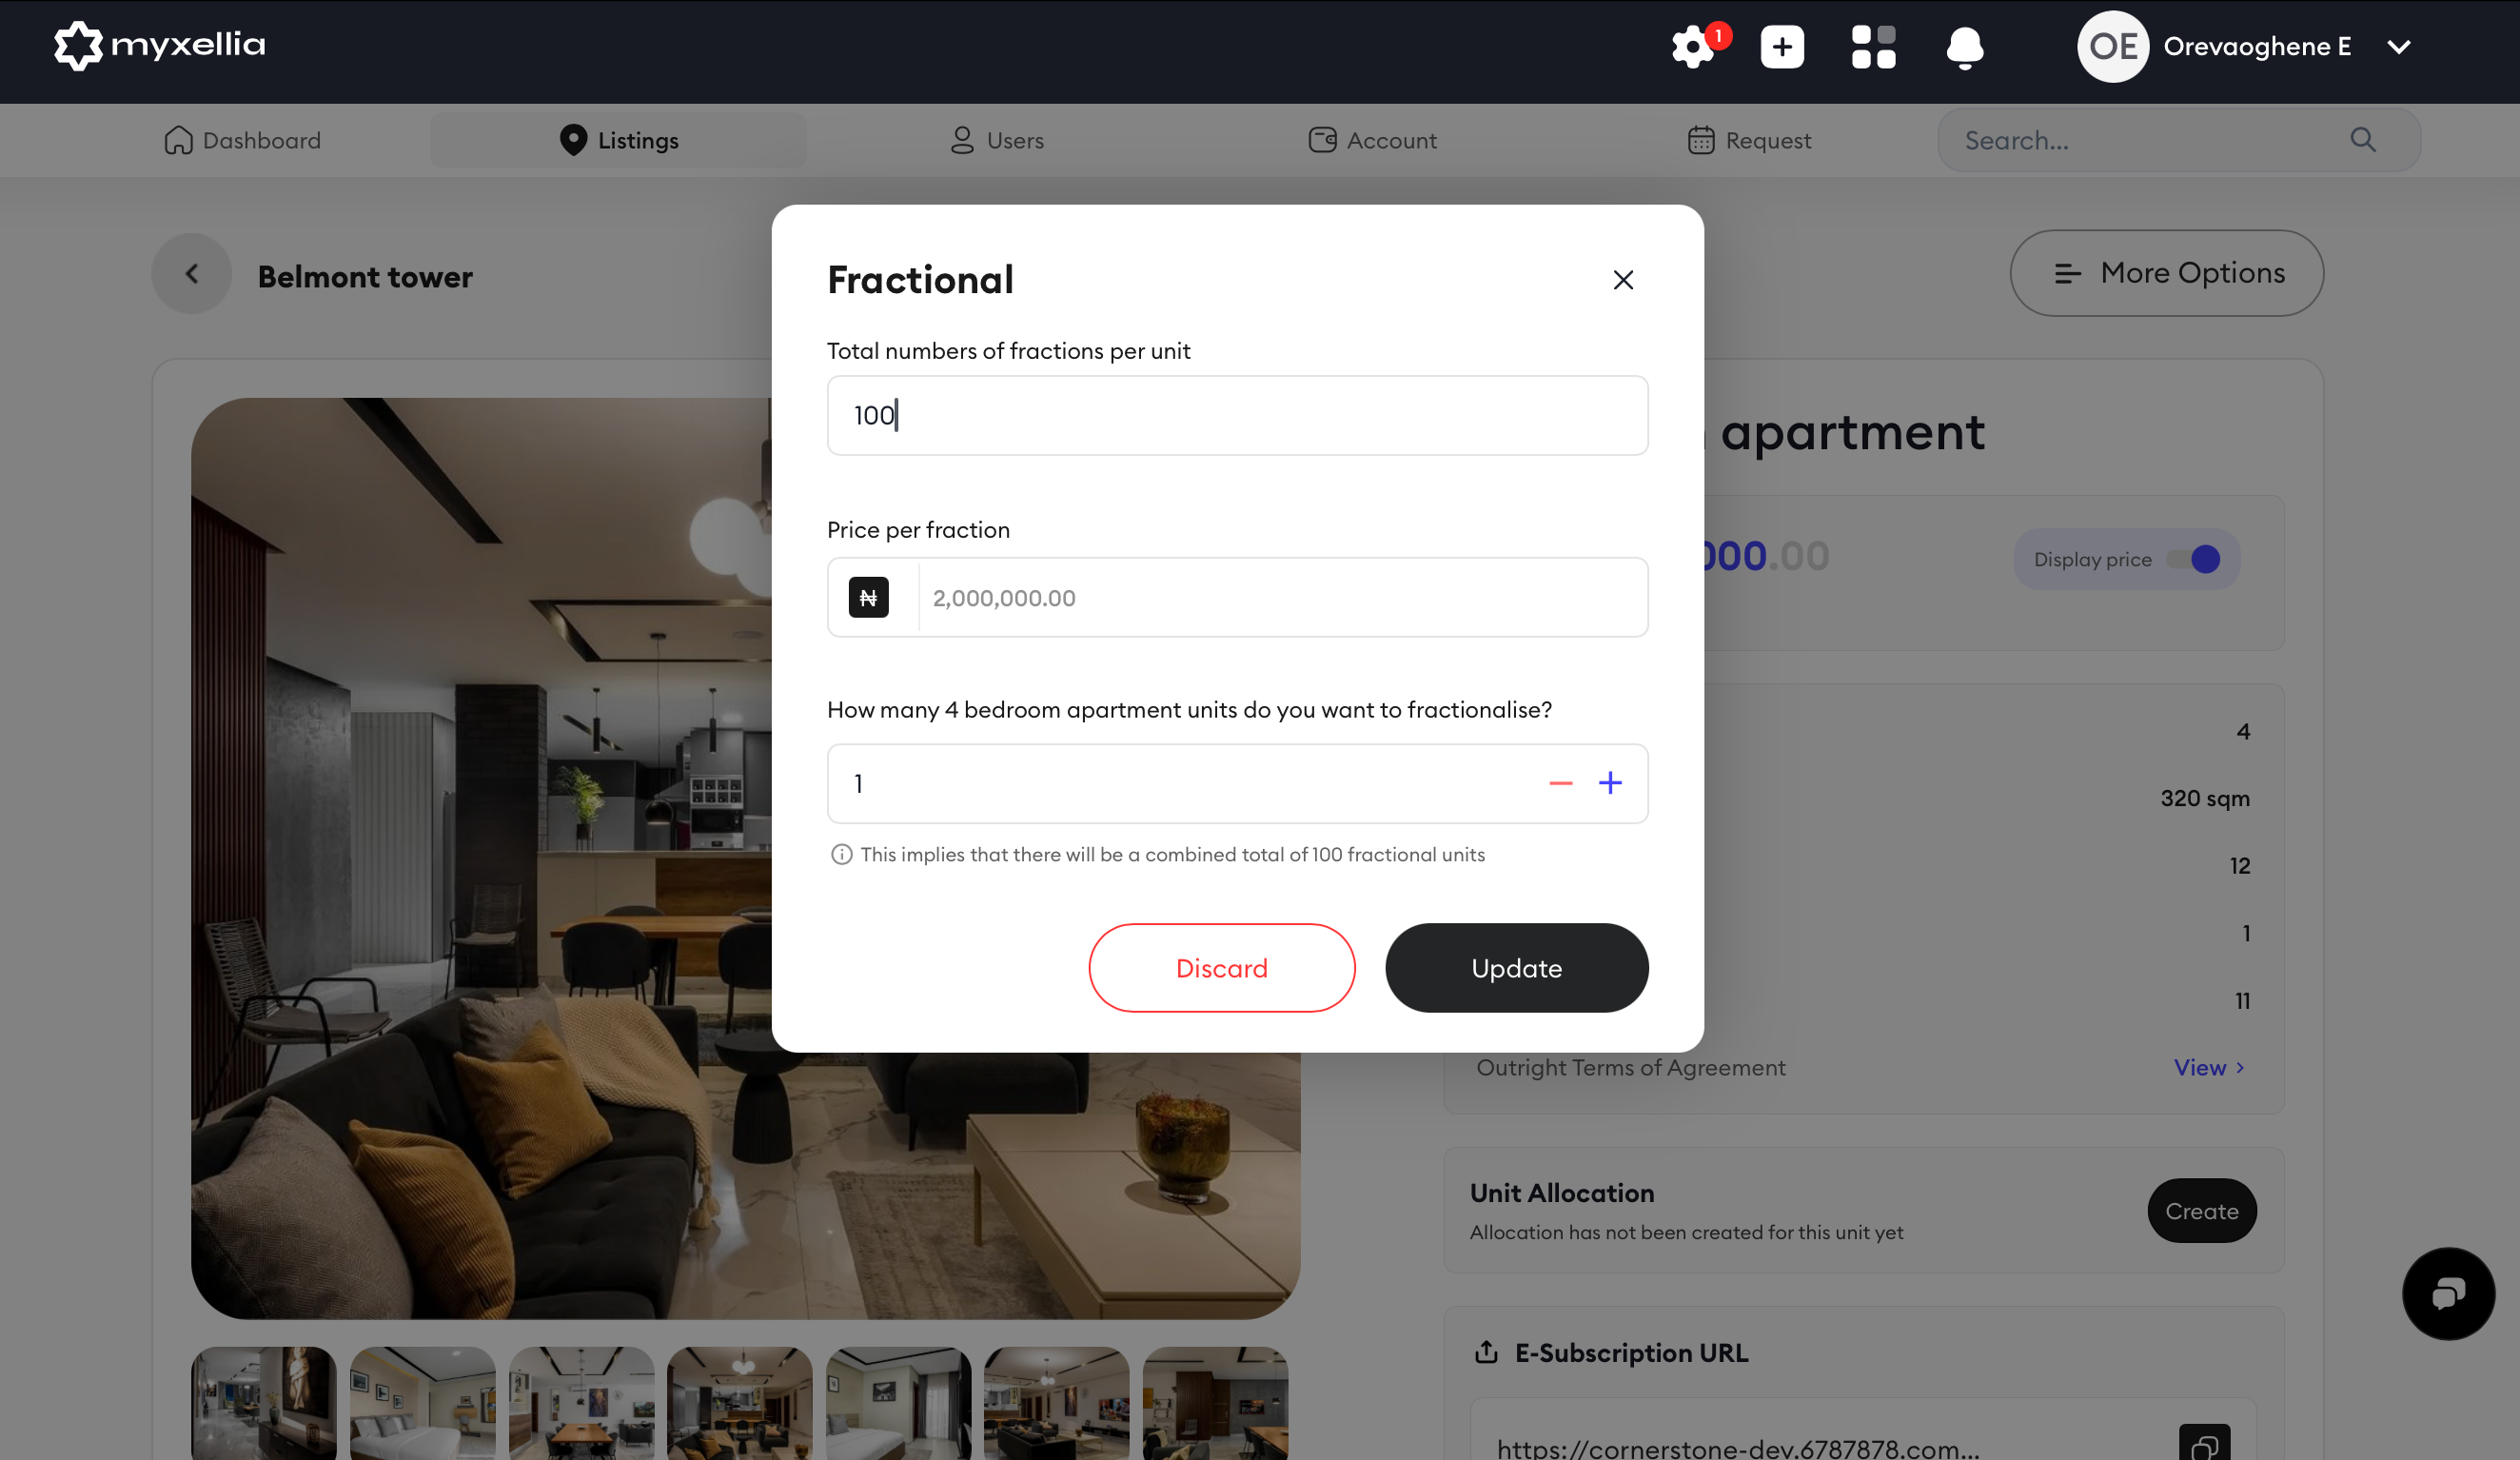 myxellia
1
OE
Orevaoghene E
Dashboard
Listings
Users
Account
Request
Search...
Belmont tower
More Options
Fractional
Total numbers of fractions per unit
100
Price per fraction
₦ 2,000,000.00
How many 4 bedroom apartment units do you want to fractionalise?
1
This implies that there will be a combined total of 100 fractional units
Discard
Update
apartment
000.00
Display price
4
320 sqm
12
1
11
Outright Terms of Agreement
View
Unit Allocation
Allocation has not been created for this unit yet
Create
E-Subscription URL
https://cornerstone-dev.6787878.com...